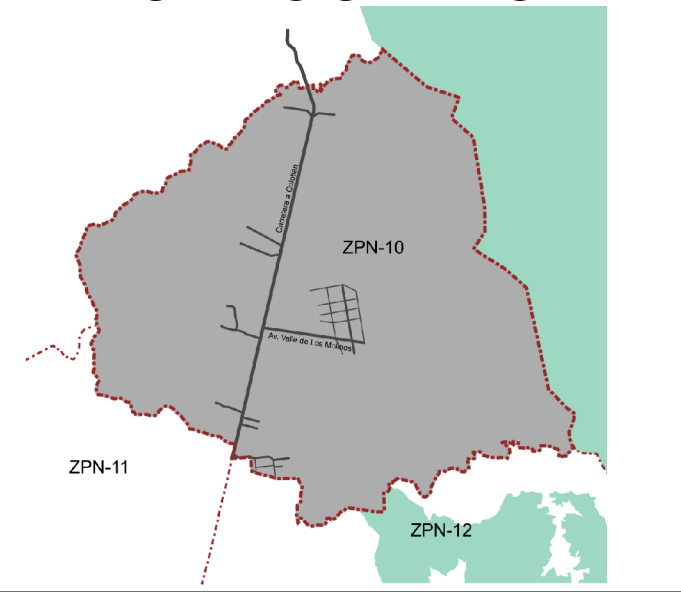 Carretera a Colotlán
ZPN-10
Av. Valle de Los Molinos
ZPN-11
ZPN-12